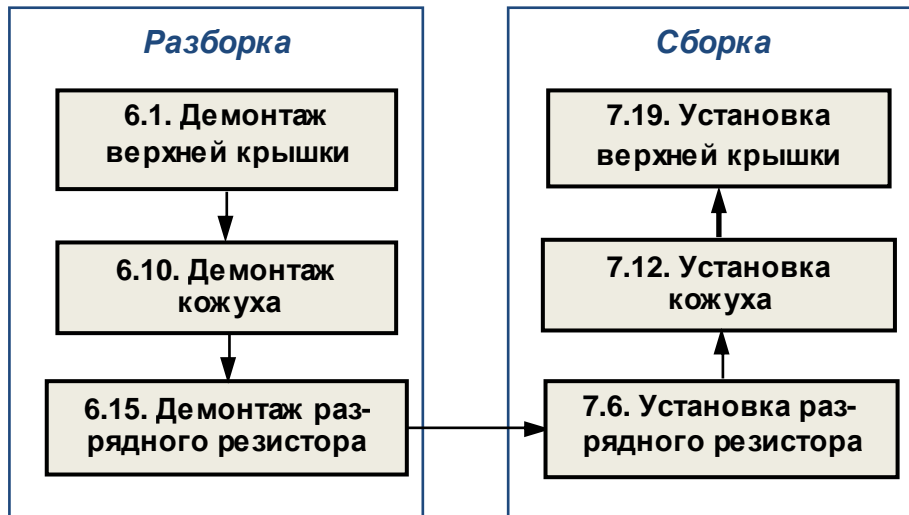 Разборка
6.1. Демонтаж
верхней крышки
6.10. Демонтаж
кожуха
6.15. Демонтаж раз-
рядного резистора
Сборка
7.19. Установка
верхней крышки
7.12. Установка
кожуха
7.6. Установка раз-
рядного резистора